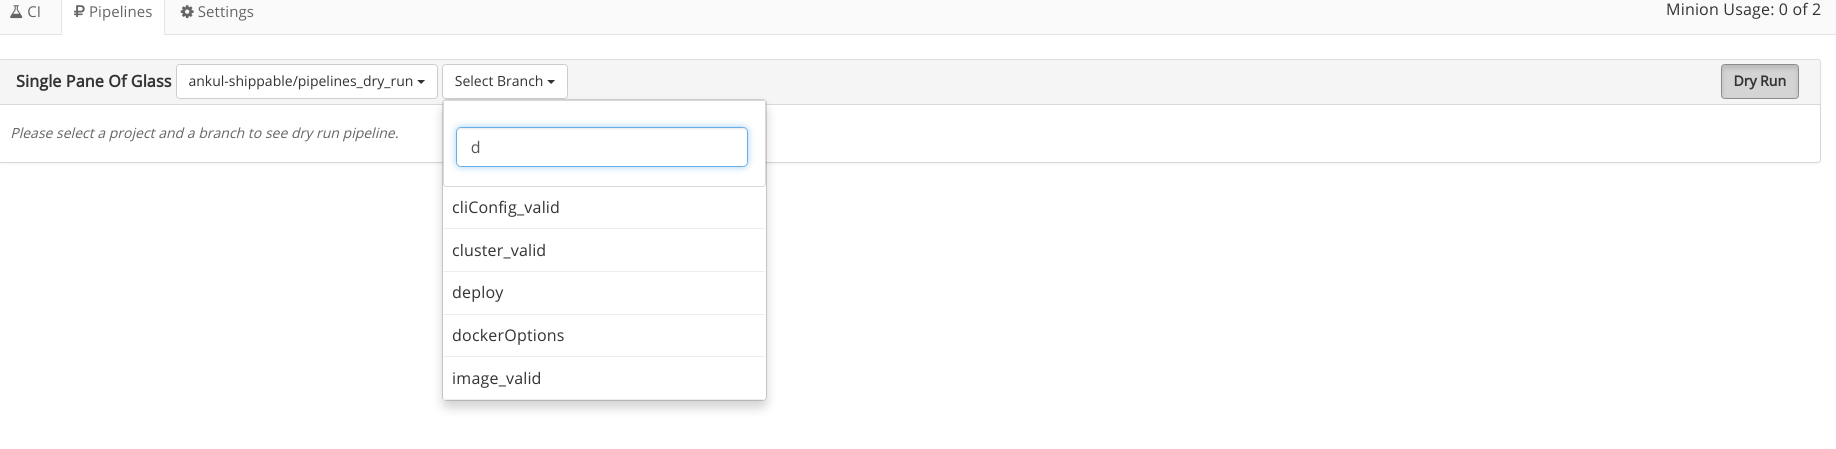 CI Pipelines Settings Minion Usage: 0 of 2
Single Pane Of Glass ankul-shippable/pipelines_dry_run Select Branch Dry Run
Please select a project and a branch to see dry run pipeline.
d
cliConfig_valid
cluster_valid
deploy
dockerOptions
image_valid